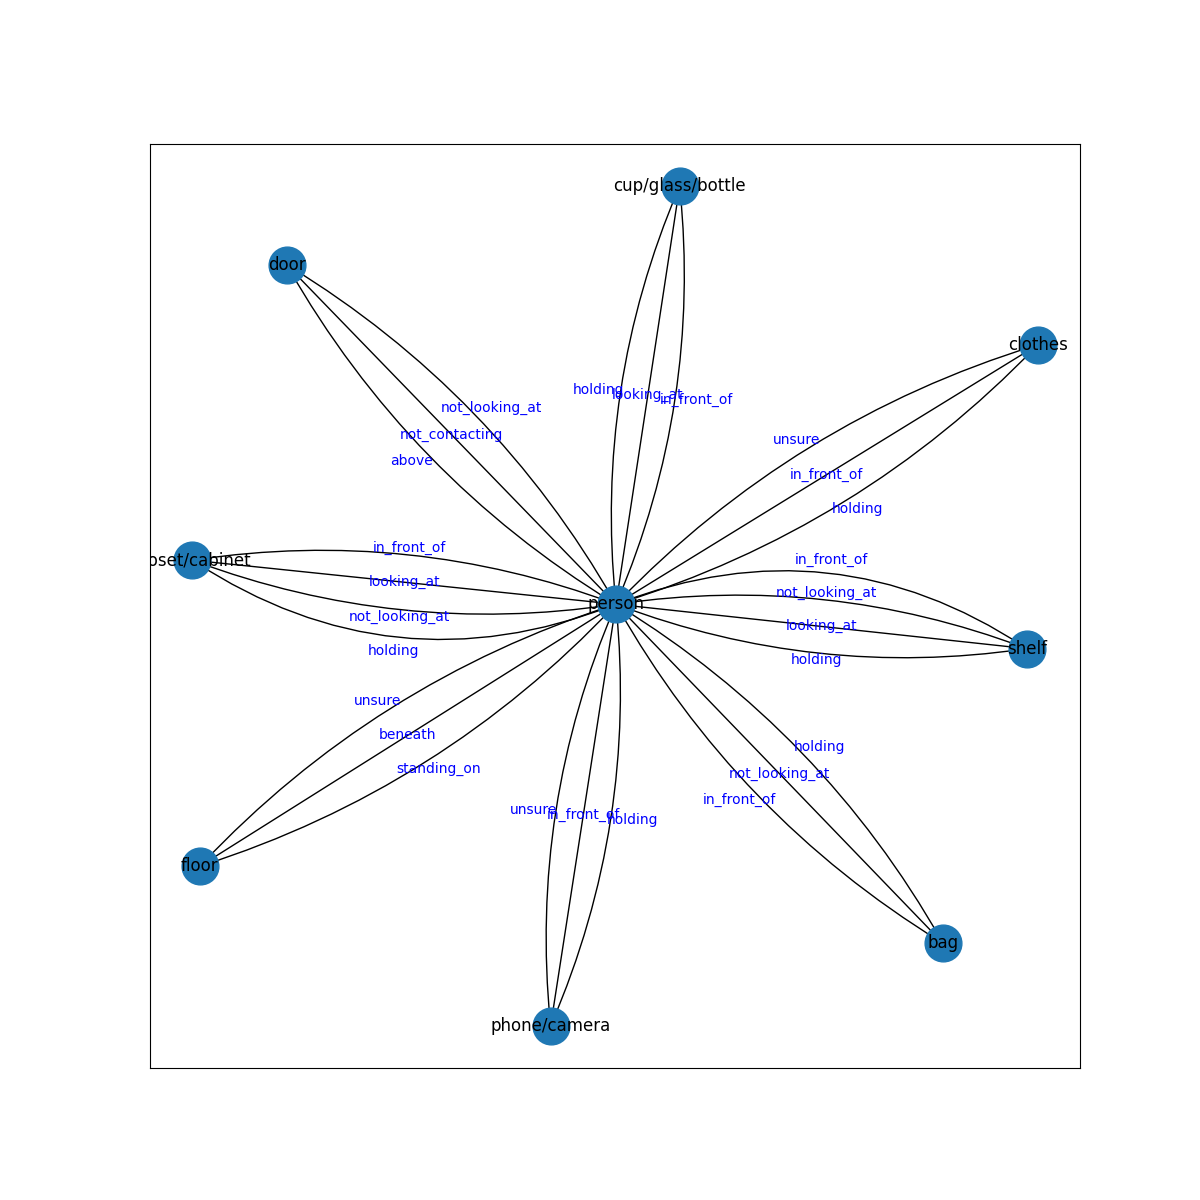 cup/glass/bottle
door
clothes
holding
looking_at
in_front_of
not_looking_at
not_contacting
above
unsure
in_front_of
holding
in_front_of
looking_at
not_looking_at
holding
oset/cabinet
person
in_front_of
not_looking_at
looking_at
holding
shelf
unsure
beneath
standing_on
holding
not_looking_at
in_front_of
unsure
in_front_of
holding
floor
bag
phone/camera